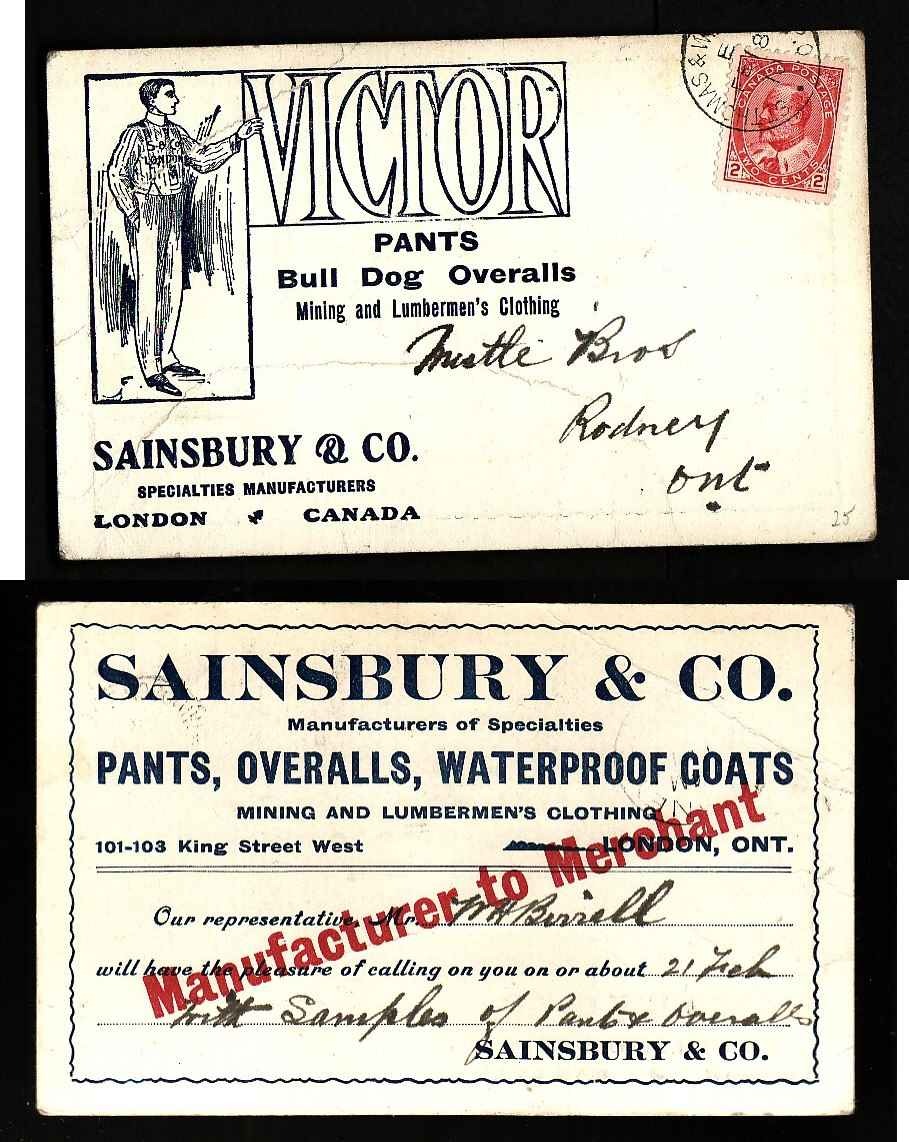 VICTOR
S & Co
LONDON
PANTS
Bull Dog Overalls
Mining and Lumbermen's Clothing
CANADA POSTAGE
2 TWO CENTS 2
Bros
Rodney
Ont
SAINSBURY & CO.
SPECIALTIES MANUFACTURERS
LONDON CANADA
25
SAINSBURY & CO.
Manufacturers of Specialties
PANTS, OVERALLS, WATERPROOF COATS
MINING AND LUMBERMEN'S CLOTHING
101-103 King Street West LONDON, ONT.
Manufacturer to Merchant
Our representative, Mr. W H Birrell
will have the pleasure of calling on you on or about 21 Feb
with Samples of Pants & Overalls
SAINSBURY & CO.